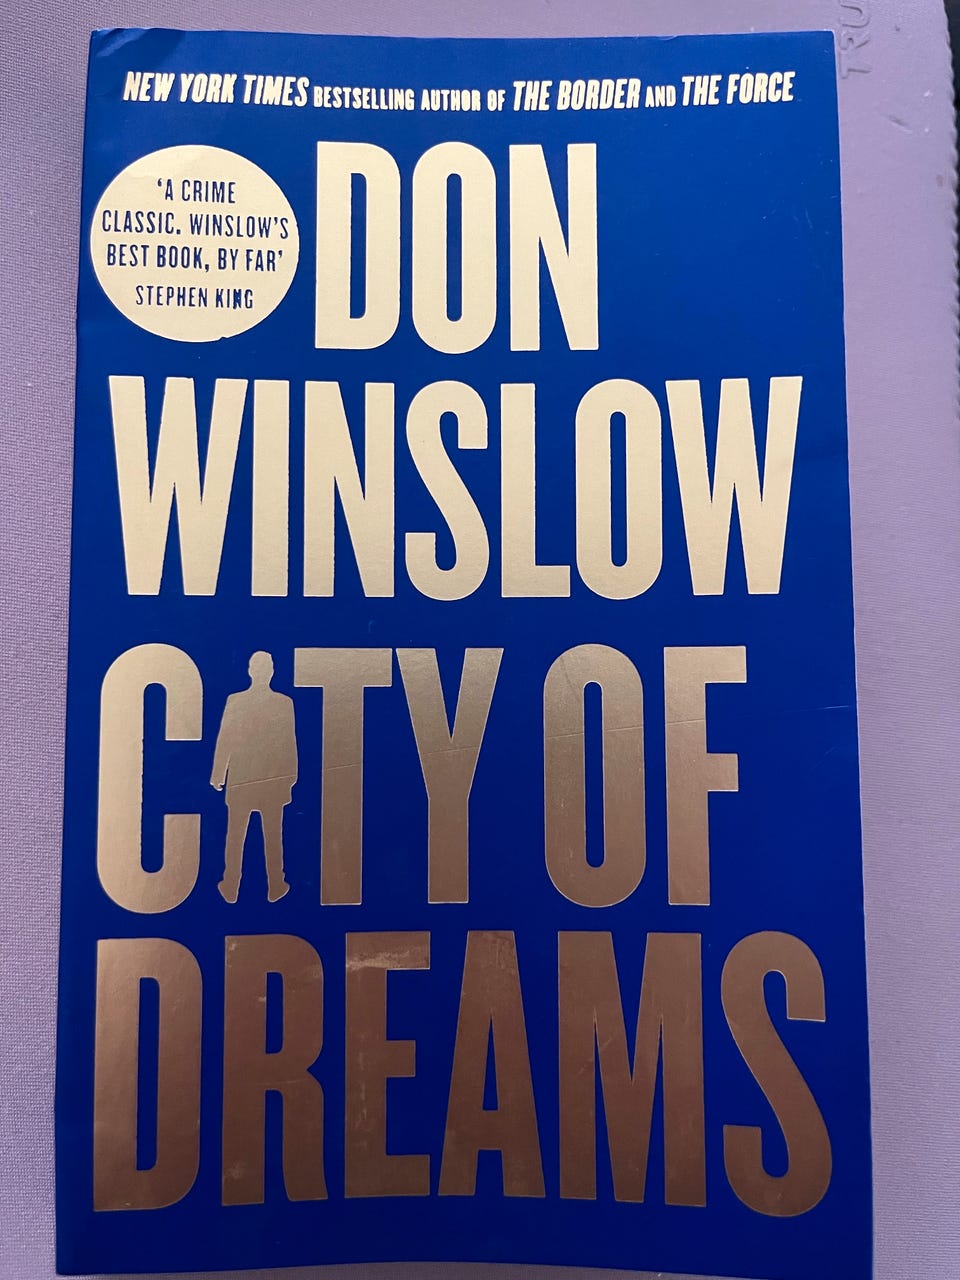 NEW YORK TIMES BESTSELLING AUTHOR OF THE BORDER AND THE FORCE
'A CRIME
CLASSIC. WINSLOW'S
BEST BOOK, BY FAR'
STEPHEN KING
DON
WINSLOW
CITY OF
DREAMS
TRU